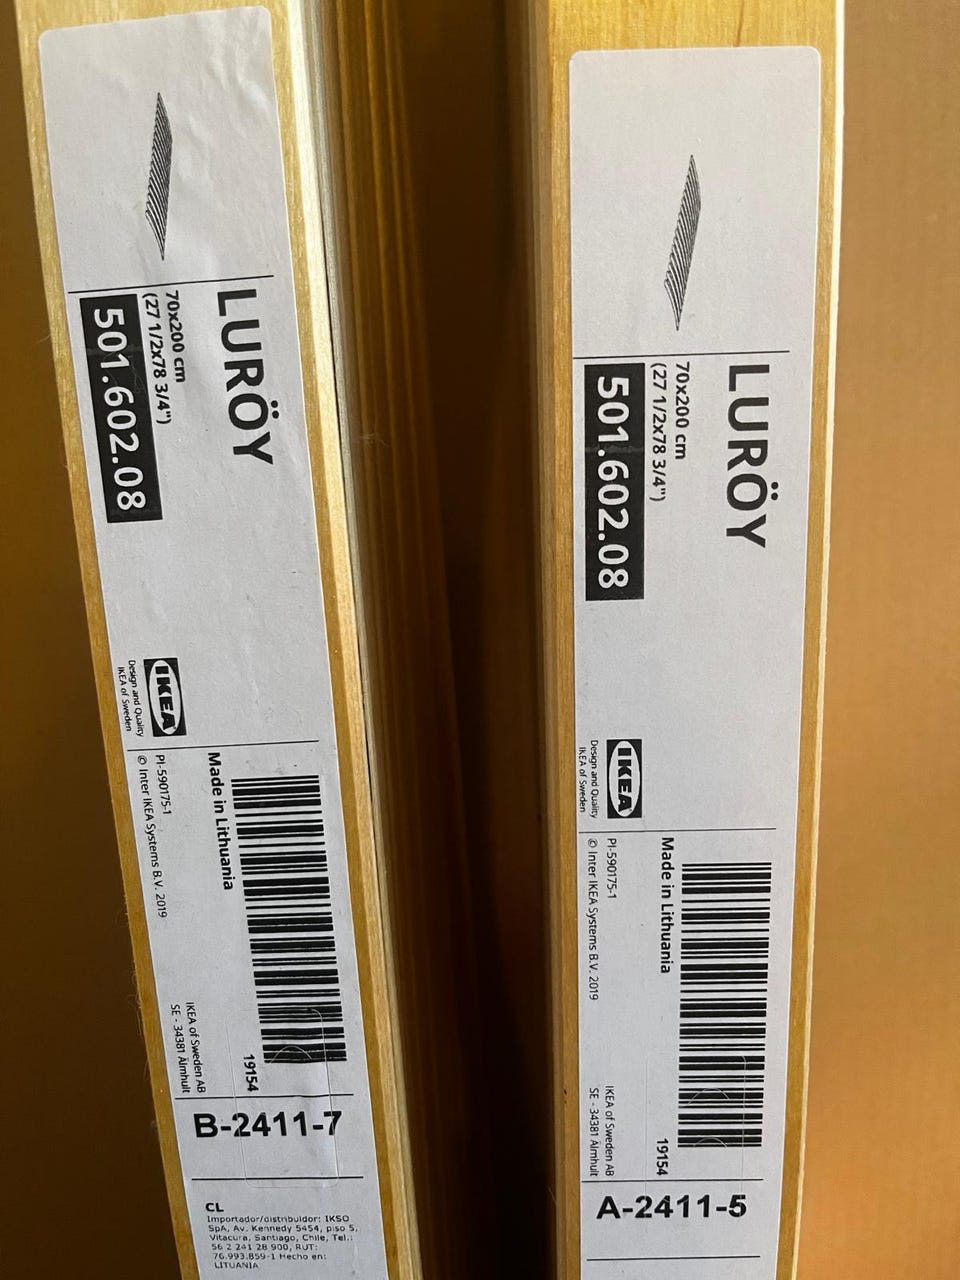 LURÖY
70x200 cm
(27 1/2x78 3/4")
501.602.08
IKEA
Design and Quality
IKEA of Sweden
Made in Lithuania
PI-590175-1
© Inter IKEA Systems B.V. 2019
19154
IKEA of Sweden AB
SE - 34381 Älmhult
B-2411-7
CL
Importador/distribuidor: IKSO
SpA, Av. Kennedy 5454, piso 5,
Vitacura, Santiago, Chile, Tel.:
56 2 241 28 900, RUT:
76.993.859-1 Hecho en:
LITUANIA
LURÖY
70x200 cm
(27 1/2x78 3/4")
501.602.08
IKEA
Design and Quality
IKEA of Sweden
Made in Lithuania
PI-590175-1
© Inter IKEA Systems B.V. 2019
19154
IKEA of Sweden AB
SE - 34381 Älmhult
A-2411-5